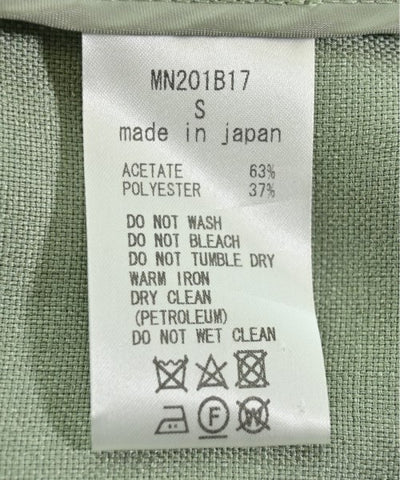 MN201B17
S
made in japan
ACETATE 63%
POLYESTER 37%
DO NOT WASH
DO NOT BLEACH
DO NOT TUMBLE DRY
WARM IRON
DRY CLEAN
(PETROLEUM)
DO NOT WET CLEAN
F W